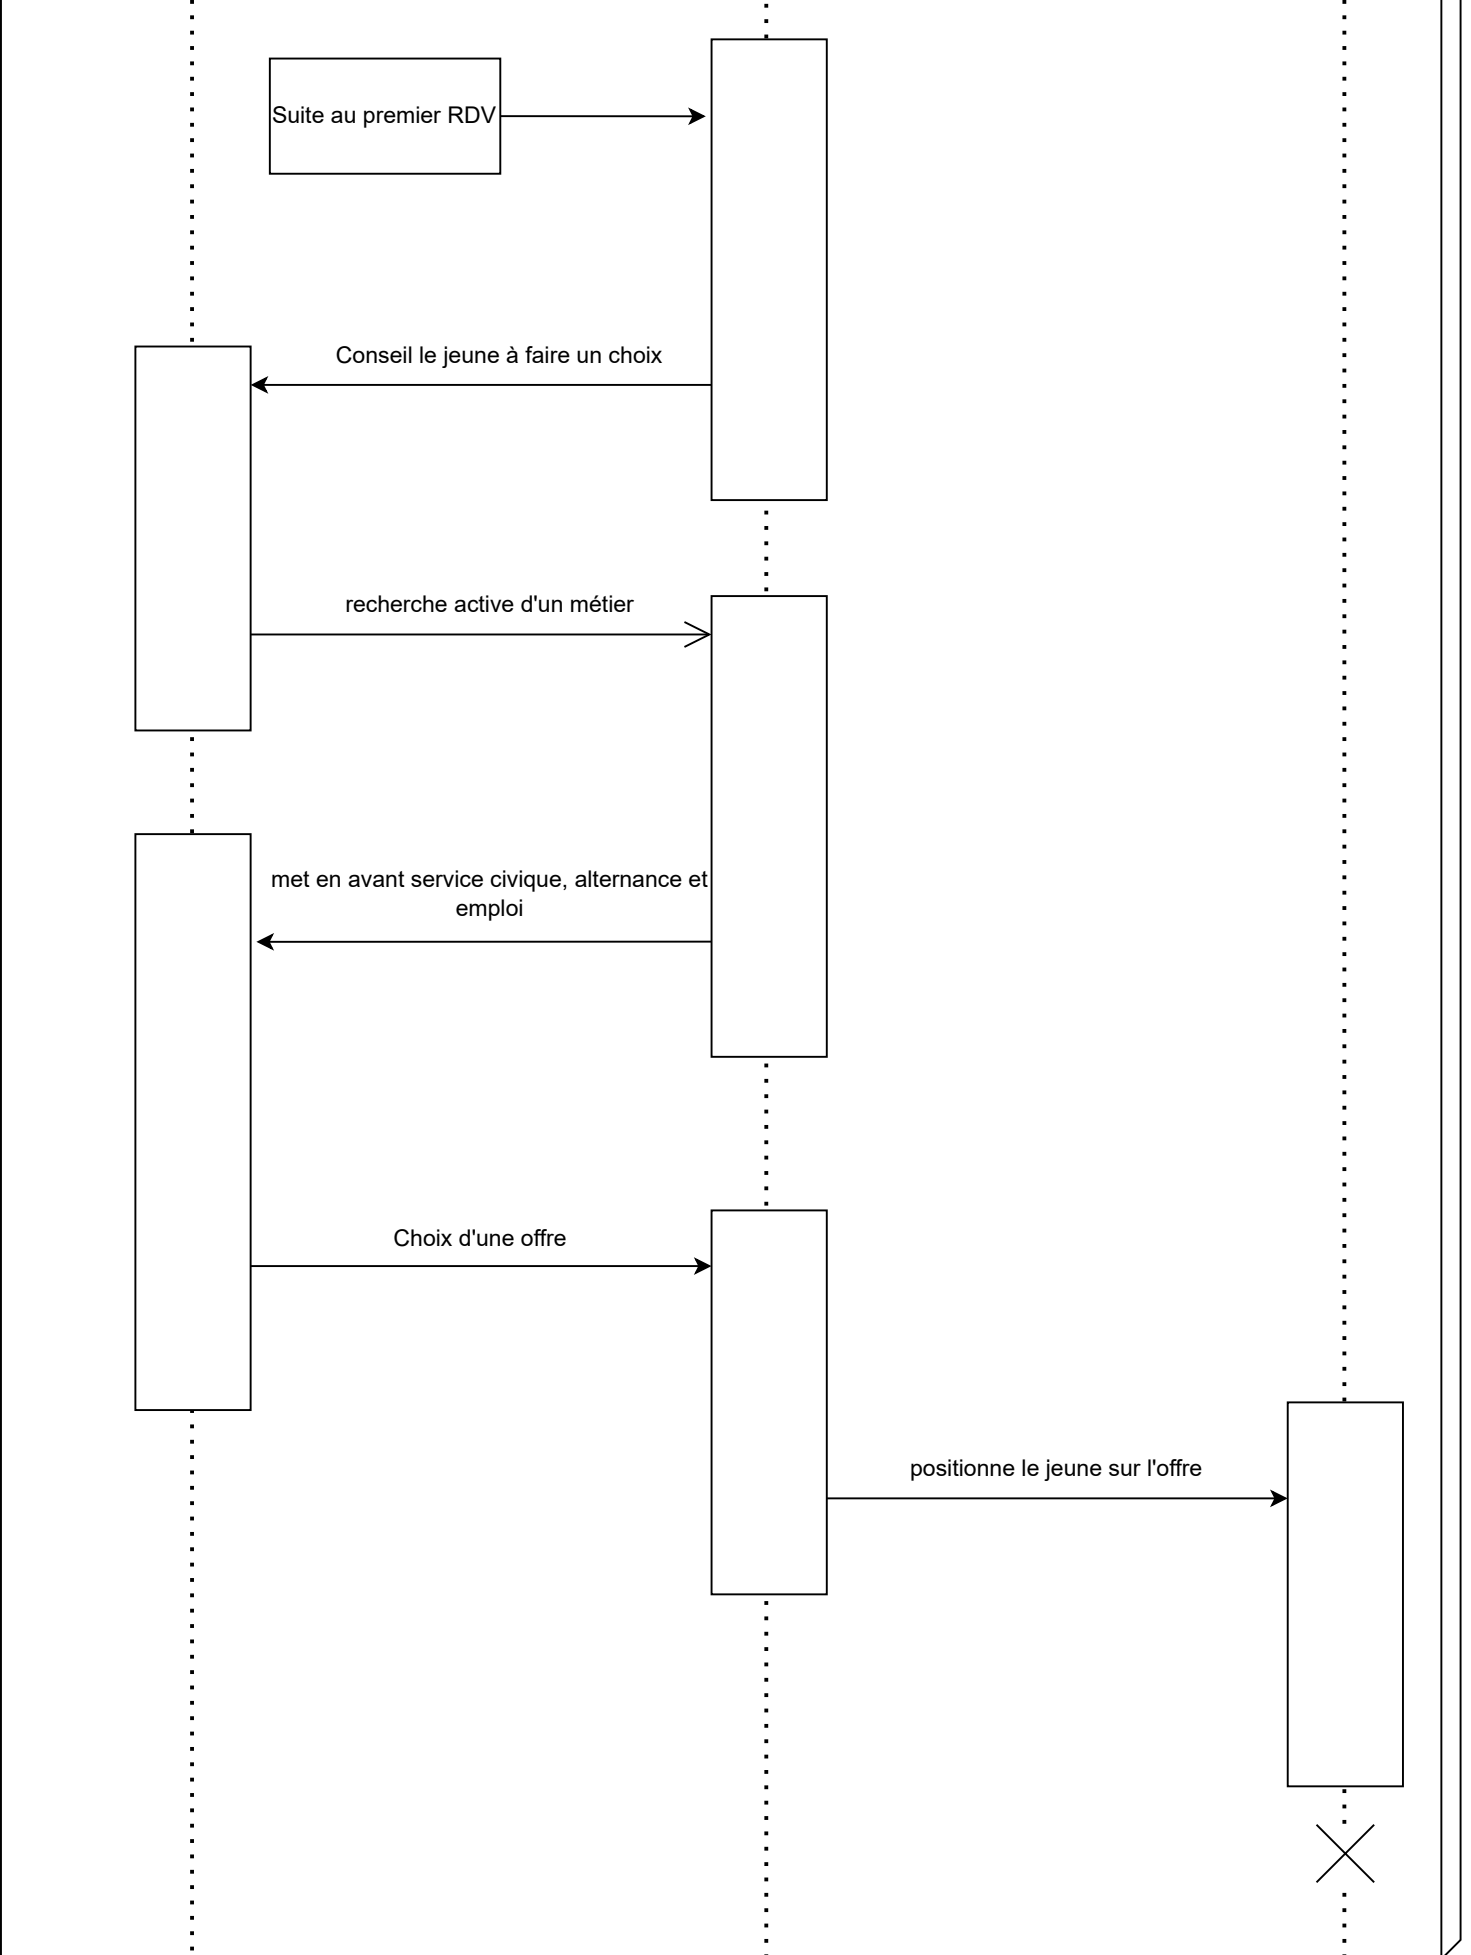 Suite au premier RDV
Conseil le jeune à faire un choix
recherche active d'un métier
met en avant service civique, alternance et
emploi
Choix d'une offre
positionne le jeune sur l'offre